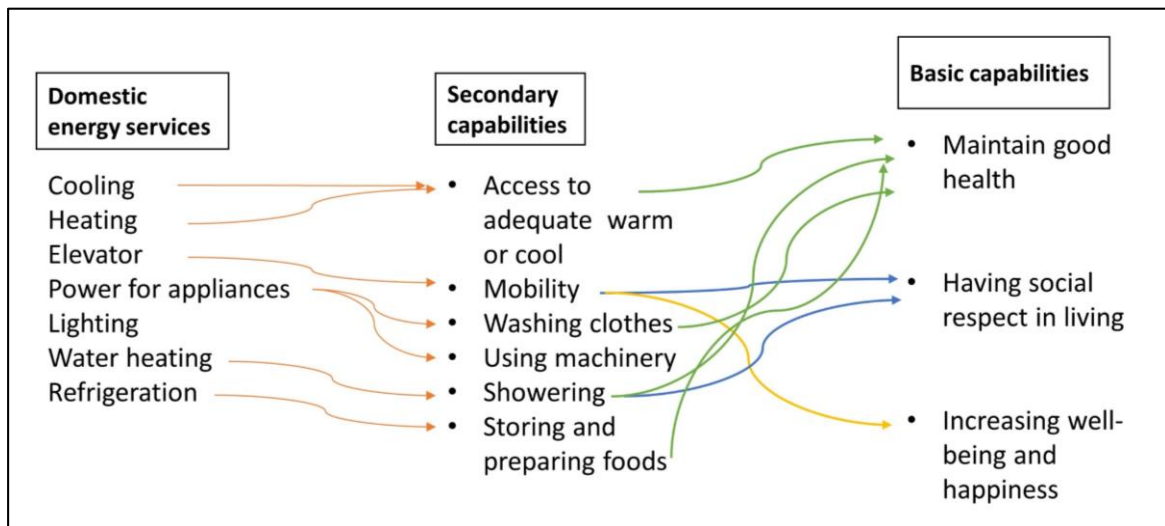 Domestic
energy services
Cooling
Heating
Elevator
Power for appliances
Lighting
Water heating
Refrigeration
Secondary
capabilities
• Access to
adequate warm
or cool
• Mobility
• Washing clothes
• Using machinery
• Showering
• Storing and
preparing foods
Basic capabilities
• Maintain good
health
• Having social
respect in living
• Increasing well-
being and
happiness